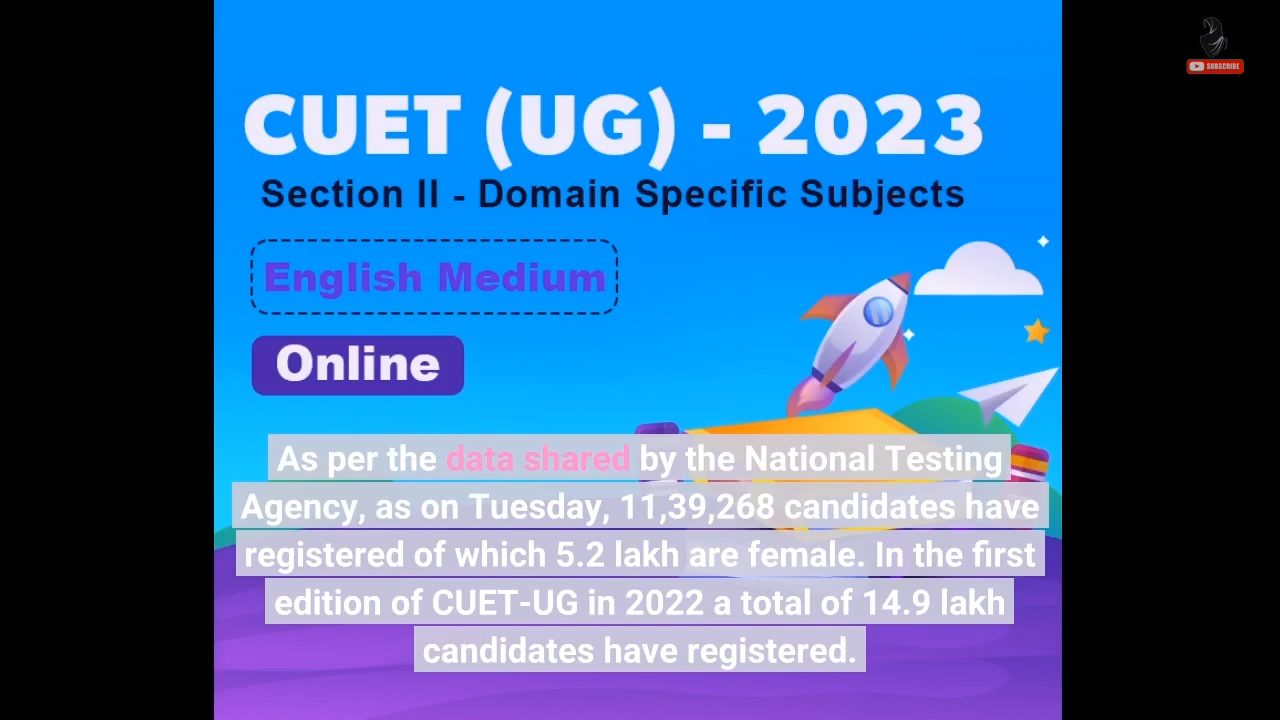 SUBSCRIBE
CUET (UG) - 2023
Section II - Domain Specific Subjects
English Medium
Online
As per the data shared by the National Testing
Agency, as on Tuesday, 11,39,268 candidates have
registered of which 5.2 lakh are female. In the first
edition of CUET-UG in 2022 a total of 14.9 lakh
candidates have registered.